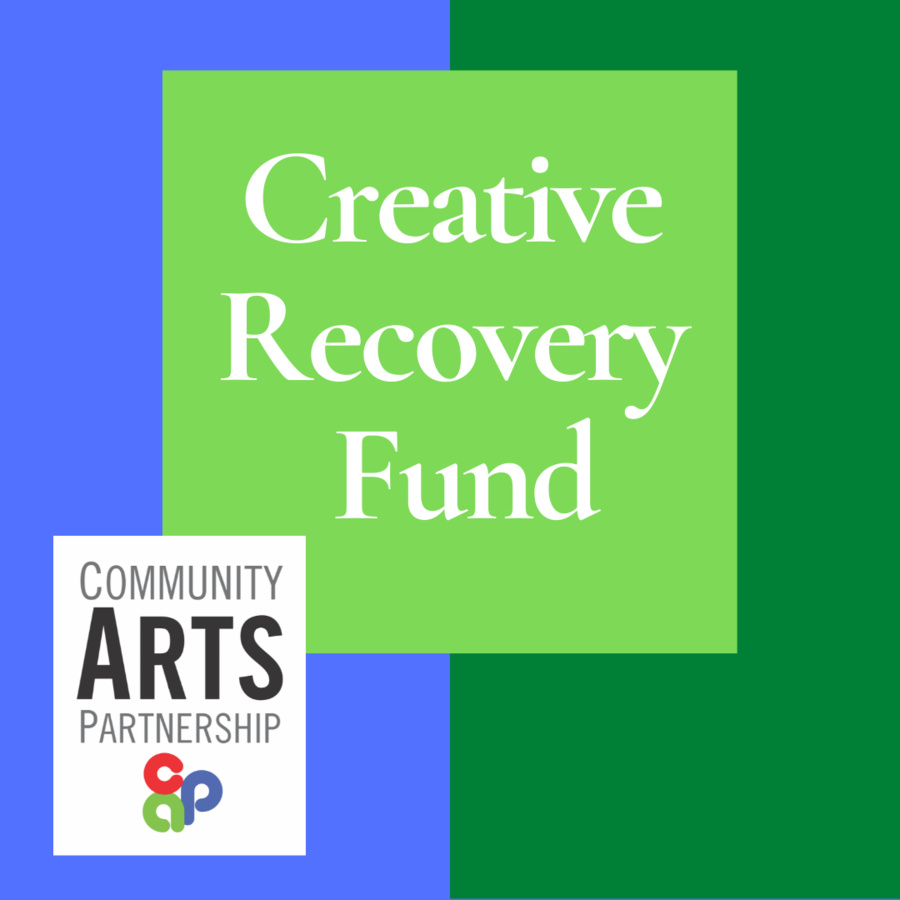 Creative
Recovery
Fund
COMMUNITY
ARTS
PARTNERSHIP
cap